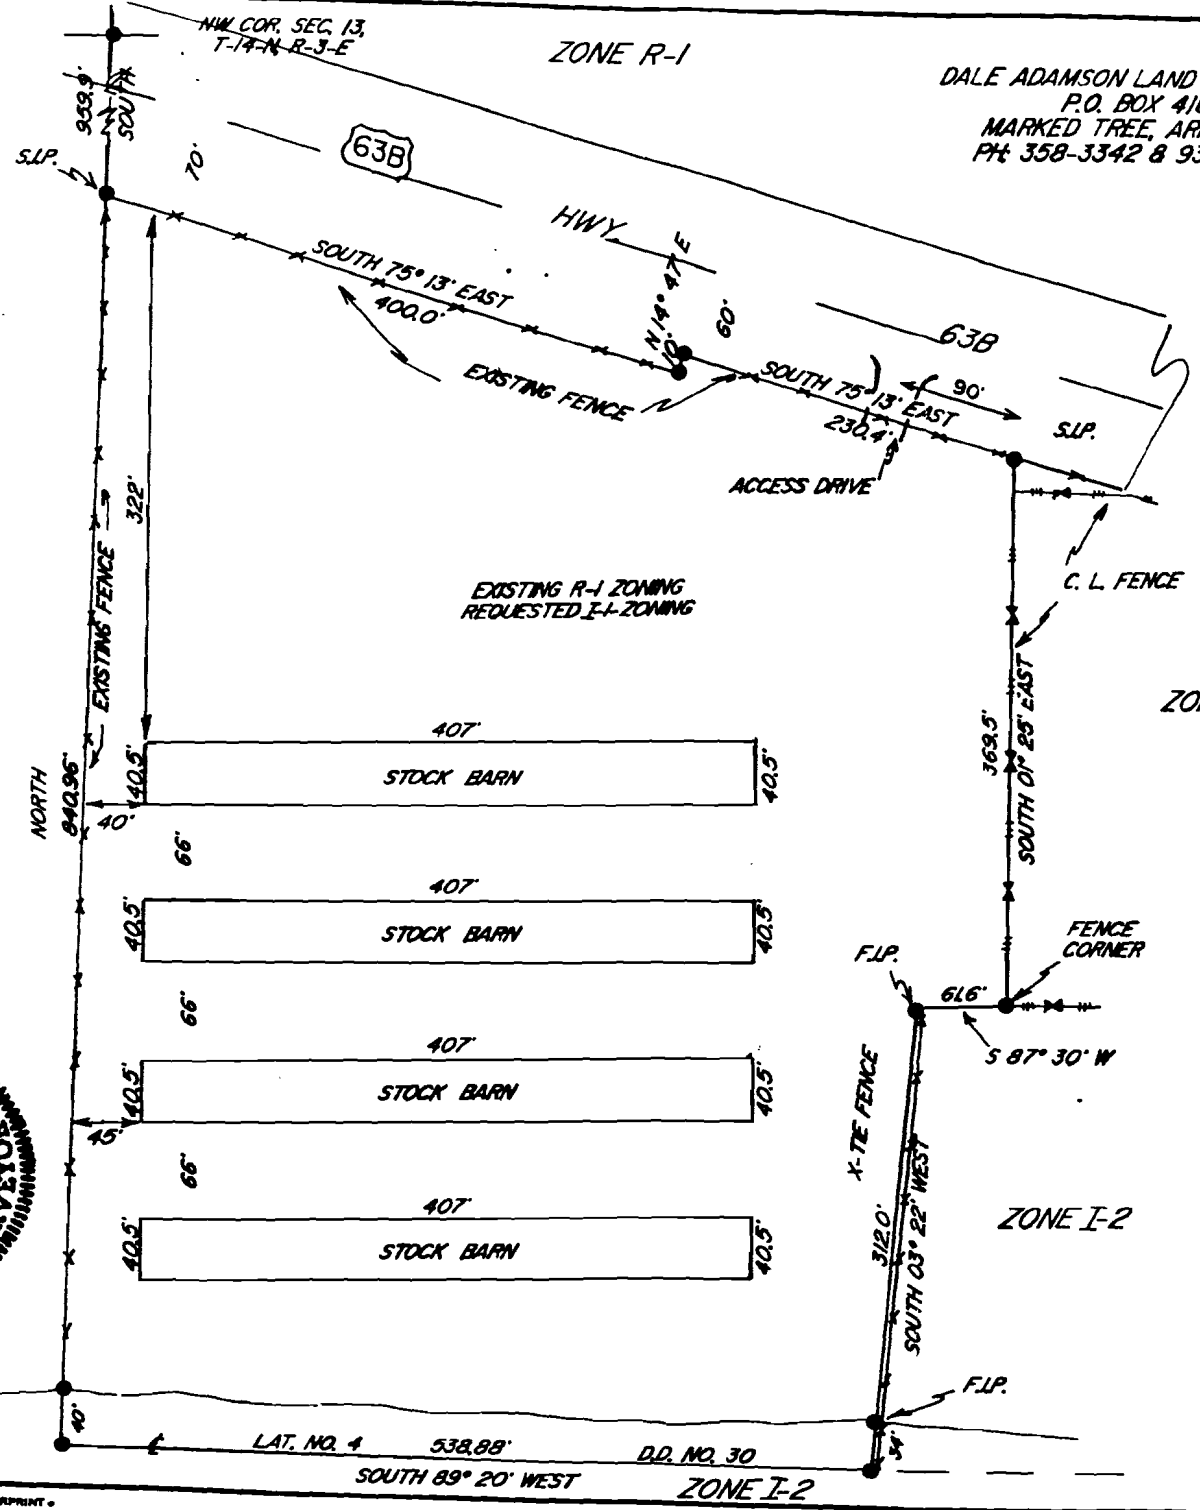 NW COR. SEC. 13,
T-14-N, R-3-E
ZONE R-1
DALE ADAMSON LAND
P.O. BOX
MARKED TREE,
PH: 358-3342 &
959.9'
SOUTH
S.I.P.
70'
63B
HWY
SOUTH 75° 13' EAST
400.0'
N 14° 47' E
10'
60'
63B
EXISTING FENCE
SOUTH 75° 13' EAST
230.4'
90'
S.I.P.
ACCESS DRIVE
322'
EXISTING FENCE
C. L. FENCE
EXISTING R-1 ZONING
REQUESTED I-1- ZONING
369.5'
SOUTH 01° 25' EAST
NORTH
840.96'
407'
40.5'
STOCK BARN
40.5'
40'
66'
407'
40.5'
STOCK BARN
40.5'
FENCE
CORNER
F.I.P.
61.6'
S 87° 30' W
66'
407'
40.5'
STOCK BARN
40.5'
45'
X-TIE FENCE
66'
407'
40.5'
STOCK BARN
40.5'
312.0'
SOUTH 03° 22' WEST
ZONE I-2
F.I.P.
40'
LAT. NO. 4
538.88'
D.D. NO. 30
34'
SOUTH 89° 20' WEST
ZONE I-2